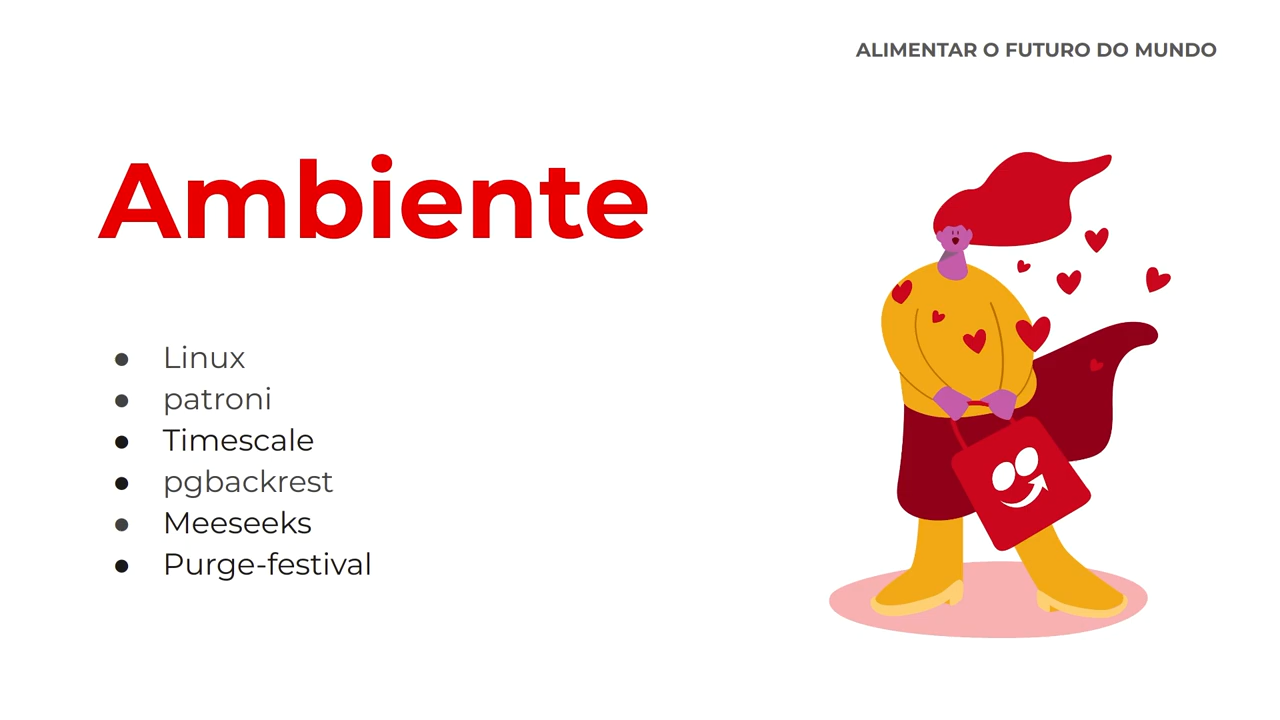 ALIMENTAR O FUTURO DO MUNDO
Ambiente
● Linux
● patroni
● Timescale
● pgbackrest
● Meeseeks
● Purge-festival